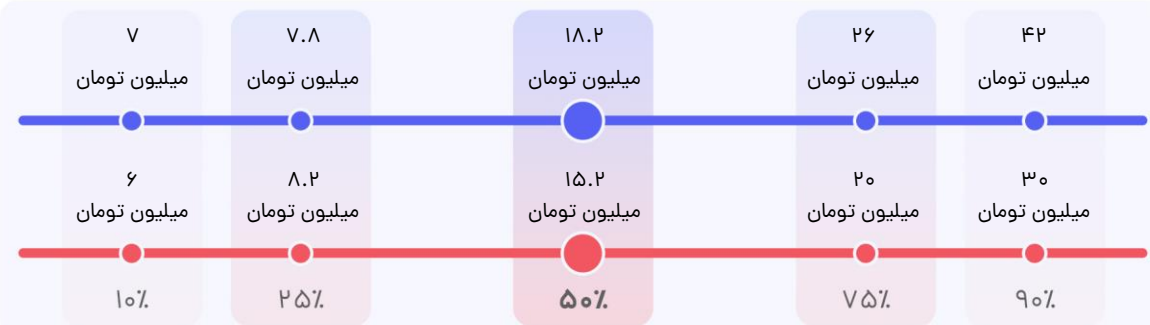 ۷ ۷.۸ ۱۸.۲ ۲۶ ۴۲
میلیون تومان میلیون تومان میلیون تومان میلیون تومان میلیون تومان
۶ ۸.۲ ۱۵.۲ ۲۰ ۳۰
میلیون تومان میلیون تومان میلیون تومان میلیون تومان میلیون تومان
۱۰٪ ۲۵٪ ۵۰٪ ۷۵٪ ۹۰٪